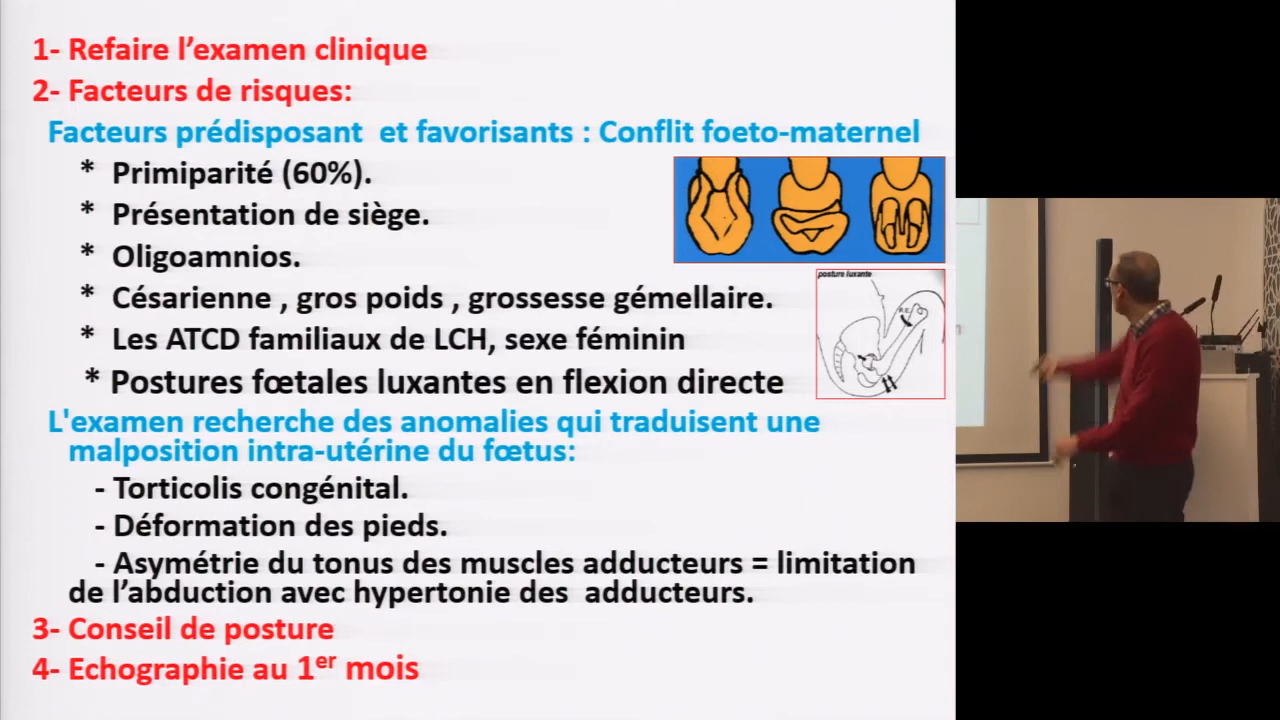 1- Refaire l’examen clinique
2- Facteurs de risques:
Facteurs prédisposant et favorisants : Conflit foeto-maternel
* Primiparité (60%).
* Présentation de siège.
* Oligoamnios.
* Césarienne , gros poids , grossesse gémellaire.
* Les ATCD familiaux de LCH, sexe féminin
* Postures fœtales luxantes en flexion directe
posture luxante
L'examen recherche des anomalies qui traduisent une
malposition intra-utérine du fœtus:
- Torticolis congénital.
- Déformation des pieds.
- Asymétrie du tonus des muscles adducteurs = limitation
de l’abduction avec hypertonie des adducteurs.
3- Conseil de posture
4- Echographie au 1er mois